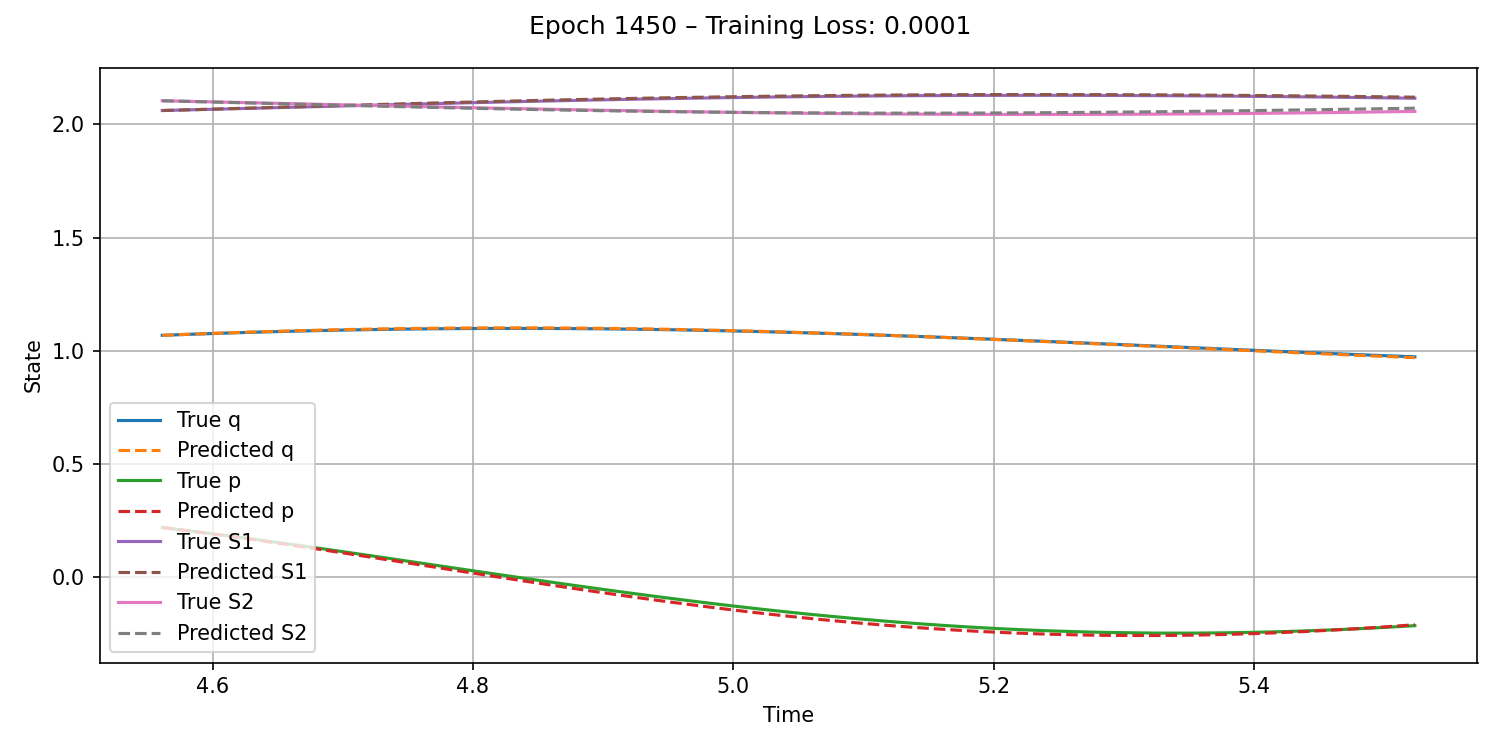 Epoch 1450 – Training Loss: 0.0001
2.0
1.5
1.0
0.5
0.0
State
True q
Predicted q
True p
Predicted p
True S1
Predicted S1
True S2
Predicted S2
4.6
4.8
5.0
5.2
5.4
Time